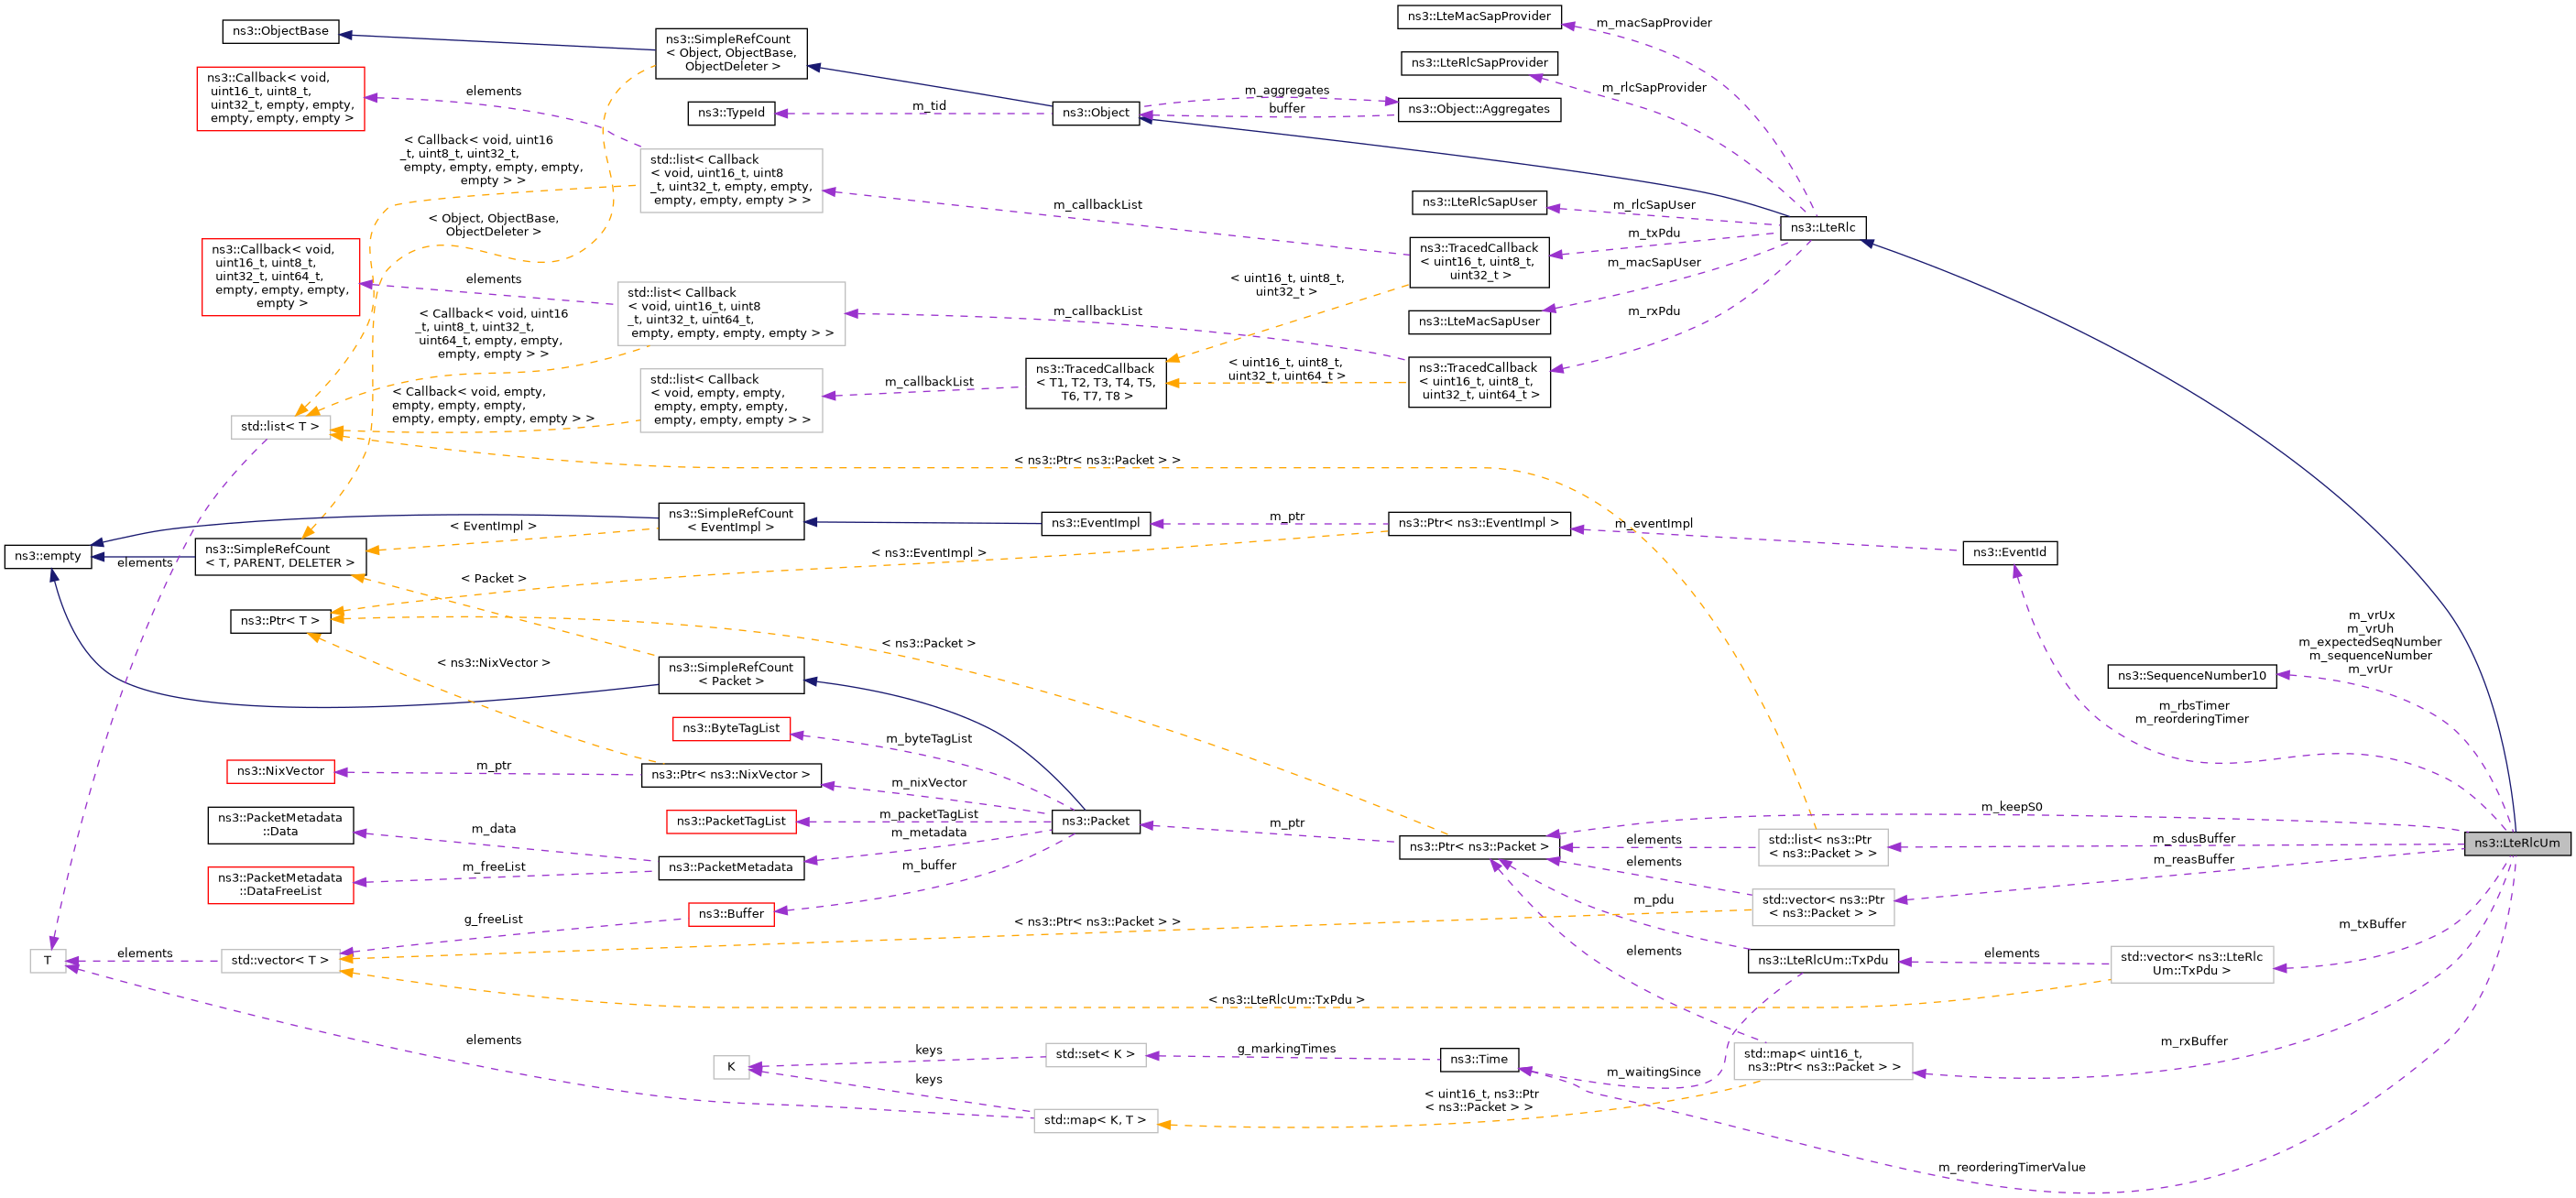 ns3::LteMacSapProvider
m_macSapProvider
ns3::ObjectBase
ns3::SimpleRefCount
< Object, ObjectBase,
ObjectDeleter >
ns3::LteRlcSapProvider
m_rlcSapProvider
ns3::Callback< void,
uint16_t, uint8_t,
uint32_t, empty, empty,
empty, empty, empty >
elements
ns3::TypeId
m_tid
ns3::Object
m_aggregates
buffer
ns3::Object::Aggregates
< Callback< void, uint16
_t, uint8_t, uint32_t,
empty, empty, empty, empty,
empty > >
std::list< Callback
< void, uint16_t, uint8
_t, uint32_t, empty, empty,
empty, empty, empty > >
m_callbackList
ns3::LteRlcSapUser
m_rlcSapUser
ns3::LteRlc
< Object, ObjectBase,
ObjectDeleter >
m_txPdu
ns3::TracedCallback
< uint16_t, uint8_t,
uint32_t >
m_macSapUser
ns3::Callback< void,
uint16_t, uint8_t,
uint32_t, uint64_t,
empty, empty, empty,
empty >
elements
std::list< Callback
< void, uint16_t, uint8
_t, uint32_t, uint64_t,
empty, empty, empty, empty > >
m_callbackList
< uint16_t, uint8_t,
uint32_t >
ns3::LteMacSapUser
m_rxPdu
< Callback< void, uint16
_t, uint8_t, uint32_t,
uint64_t, empty, empty,
empty, empty > >
std::list< Callback
< void, empty, empty,
empty, empty, empty,
empty, empty, empty > >
m_callbackList
ns3::TracedCallback
< T1, T2, T3, T4, T5,
T6, T7, T8 >
< uint16_t, uint8_t,
uint32_t, uint64_t >
ns3::TracedCallback
< uint16_t, uint8_t,
uint32_t, uint64_t >
< Callback< void, empty,
empty, empty, empty,
empty, empty, empty, empty > >
std::list< T >
< ns3::Ptr< ns3::Packet > >
ns3::SimpleRefCount
< EventImpl >
ns3::EventImpl
m_ptr
ns3::Ptr< ns3::EventImpl >
m_eventImpl
ns3::EventId
< EventImpl >
ns3::empty
elements
ns3::SimpleRefCount
< T, PARENT, DELETER >
< ns3::EventImpl >
< Packet >
ns3::Ptr< T >
< ns3::Packet >
< ns3::NixVector >
ns3::SimpleRefCount
< Packet >
m_vrUx
m_vrUh
m_expectedSeqNumber
m_sequenceNumber
m_vrUr
ns3::SequenceNumber10
m_rbsTimer
m_reorderingTimer
ns3::ByteTagList
m_byteTagList
ns3::NixVector
m_ptr
ns3::Ptr< ns3::NixVector >
m_nixVector
ns3::PacketMetadata
::Data
m_data
ns3::PacketTagList
m_packetTagList
m_metadata
ns3::Packet
m_ptr
ns3::Ptr< ns3::Packet >
m_keepS0
elements
std::list< ns3::Ptr
< ns3::Packet > >
m_sdusBuffer
ns3::LteRlcUm
ns3::PacketMetadata
::DataFreeList
m_freeList
ns3::PacketMetadata
m_buffer
elements
m_reasBuffer
std::vector< ns3::Ptr
< ns3::Packet > >
m_pdu
ns3::Buffer
g_freeList
< ns3::Ptr< ns3::Packet > >
m_txBuffer
T
elements
std::vector< T >
elements
ns3::LteRlcUm::TxPdu
elements
std::vector< ns3::LteRlc
Um::TxPdu >
< ns3::LteRlcUm::TxPdu >
elements
K
keys
std::set< K >
g_markingTimes
ns3::Time
m_waitingSince
std::map< uint16_t,
ns3::Ptr< ns3::Packet > >
m_rxBuffer
keys
std::map< K, T >
< uint16_t, ns3::Ptr
< ns3::Packet > >
m_reorderingTimerValue